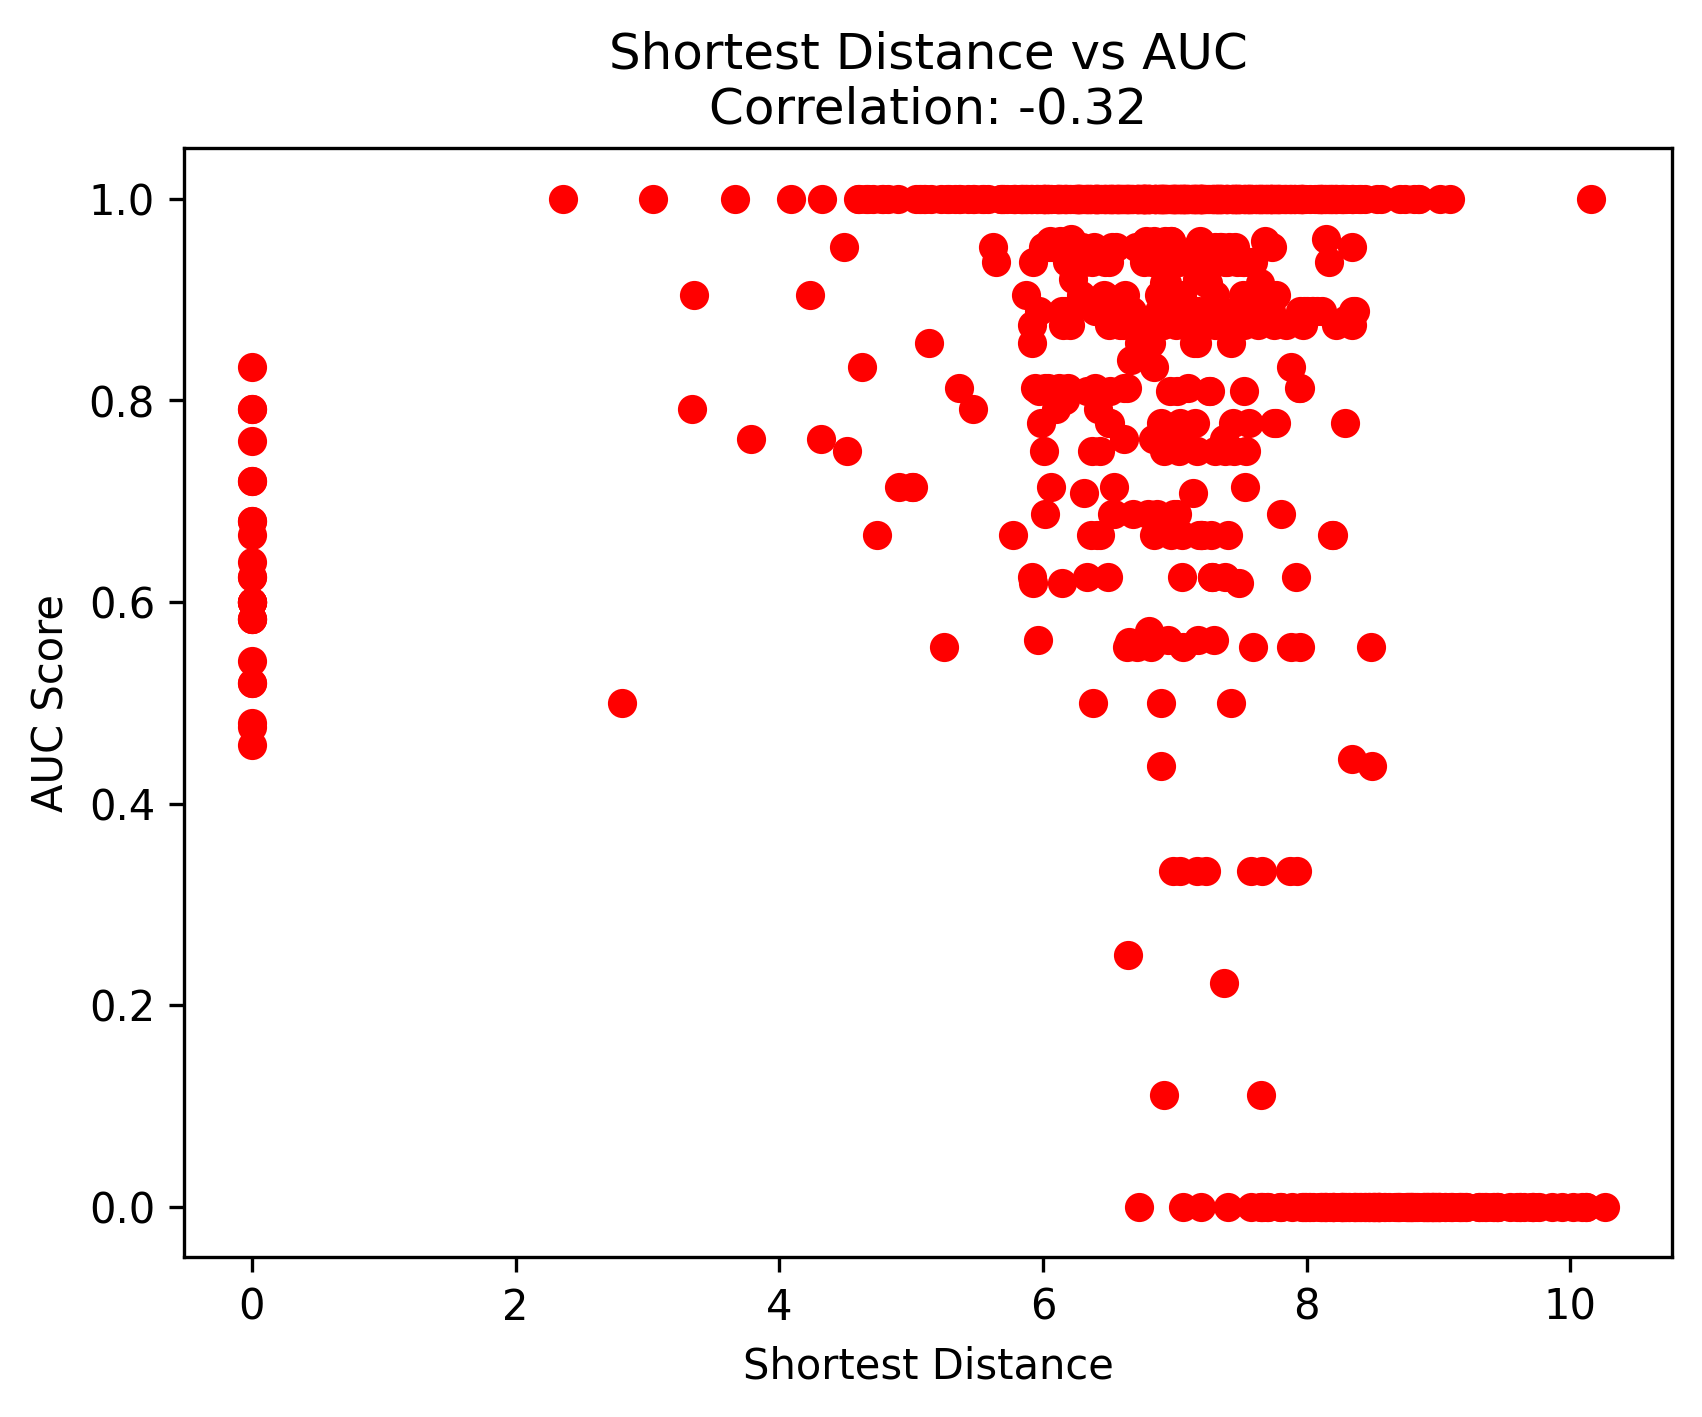 Shortest Distance vs AUC
Correlation: -0.32
AUC Score
1.0
0.8
0.6
0.4
0.2
0.0
0 2 4 6 8 10
Shortest Distance